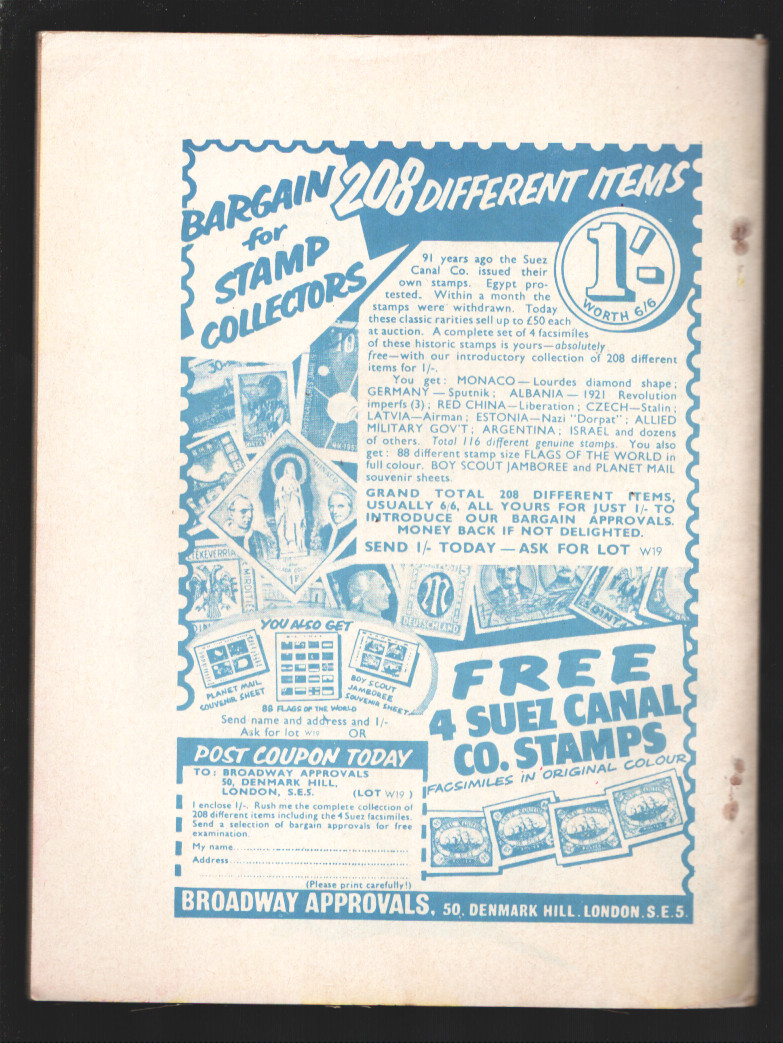 BARGAIN
for
STAMP
COLLECTORS
208 DIFFERENT ITEMS
1'-
WORTH 6/6
91 years ago the Suez
Canal Co. issued their
own stamps. Egypt pro-
tested. Within a month the
stamps were withdrawn. Today
these classic rarities sell up to £50 each
at auction. A complete set of 4 facsimiles
of these historic stamps is yours—absolutely
free—with our introductory collection of 208 different
items for 1/-.
You get: MONACO—Lourdes diamond shape;
GERMANY—Sputnik; ALBANIA—1921 Revolution
imperfs (3); RED CHINA—Liberation; CZECH—Stalin;
LATVIA—Airman; ESTONIA—Nazi "Dorpat"; ALLIED
MILITARY GOV'T; ARGENTINA; ISRAEL and dozens
of others. Total 116 different genuine stamps. You also
get: 88 different stamp size FLAGS OF THE WORLD in
full colour. BOY SCOUT JAMBOREE and PLANET MAIL
souvenir sheets.
GRAND TOTAL 208 DIFFERENT ITEMS,
USUALLY 6/6, ALL YOURS FOR JUST 1/- TO
INTRODUCE OUR BARGAIN APPROVALS.
MONEY BACK IF NOT DELIGHTED.
SEND 1/- TODAY—ASK FOR LOT W19
30
10
1F
ETXEVERRIA
MIRDITIES
DEUTSCHLAND
YOU ALSO GET
PLANET MAIL
SOUVENIR SHEET
88 FLAGS OF THE WORLD
BOY SCOUT
JAMBOREE
SOUVENIR SHEET
Send name and address and 1/-
Ask for lot W19 OR
FREE
4 SUEZ CANAL
CO. STAMPS
FACSIMILES IN ORIGINAL COLOUR
POST COUPON TODAY
TO: BROADWAY APPROVALS
50, DENMARK HILL,
LONDON, S.E.5. (LOT W19)
I enclose 1/-. Rush me the complete collection of
208 different items including the 4 Suez facsimiles.
Send a selection of bargain approvals for free
examination.
My name
Address
(Please print carefully!)
BROADWAY APPROVALS, 50, DENMARK HILL, LONDON, S.E.5.